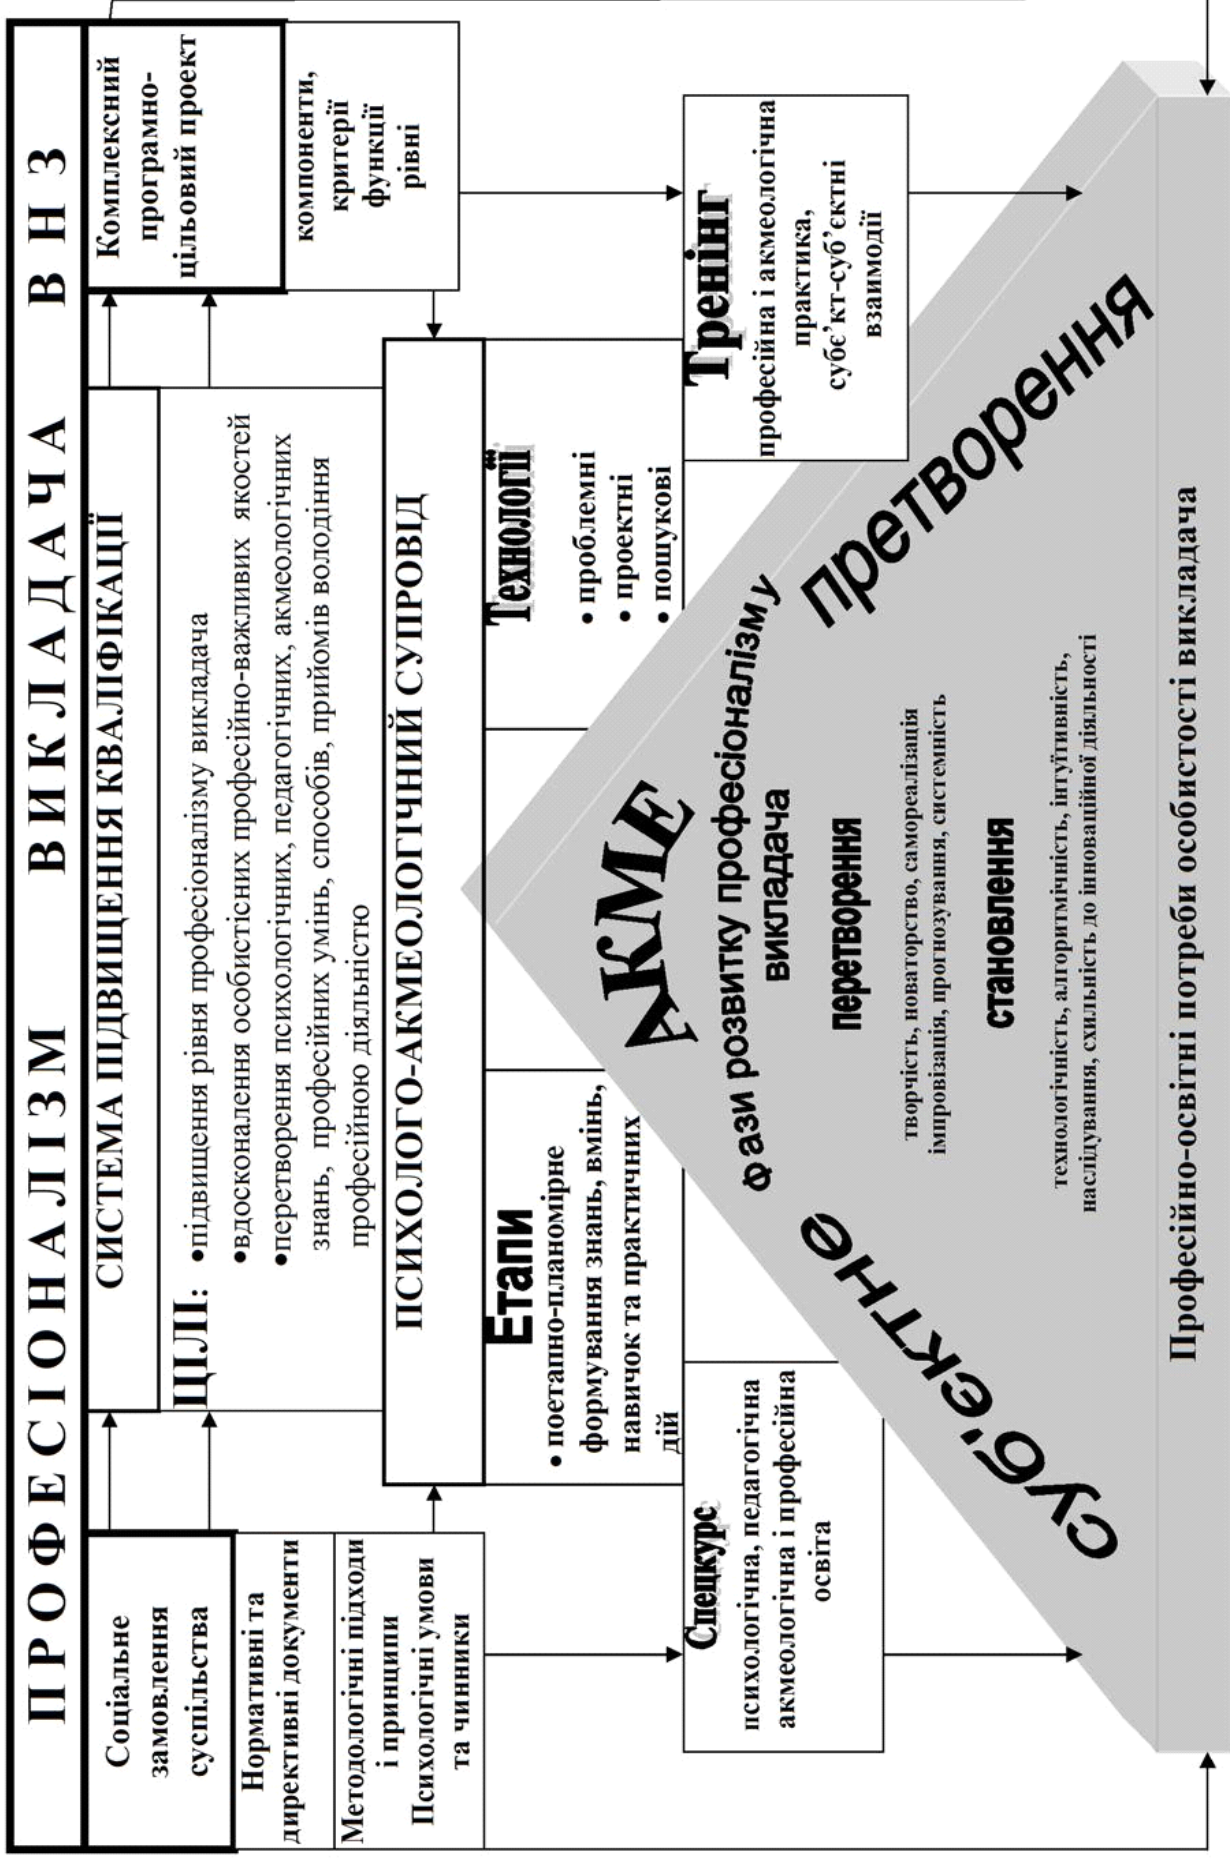 ПРОФЕСІОНАЛІЗМ ВИКЛАДАЧА ВНЗ
Соціальне
замовлення
суспільства
Нормативні та
директивні документи
Методологічні підходи
і принципи
Психологічні умови
та чинники
СИСТЕМА ПІДВИЩЕННЯ КВАЛІФІКАЦІЇ
ЦІЛІ: •підвищення рівня професіоналізму викладача
•вдосконалення особистісних професійно-важливих якостей
•перетворення психологічних, педагогічних, акмеологічних
знань, професійних умінь, способів, прийомів володіння
професійною діяльністю
Комплексний
програмно-
цільовий проект
компоненти,
критерії
функції
рівні
ПСИХОЛОГО-АКМЕОЛОГІЧНИЙ СУПРОВІД
Етапи
• поетапно-планомірне
формування знань, вмінь,
навичок та практичних
дій
Технології
• проблемні
• проектні
• пошукові
Спецкурс
психологічна, педагогічна
акмеологічна і професійна
освіта
Тренінг
професійна і акмеологічна
практика,
субє’кт-суб’єктні
взаємодії
АКМЕ
Фази розвитку професіоналізму
викладача
суб'єктне
претворення
перетворення
творчість, новаторство, самореалізація
імпровізація, прогнозування, системність
становлення
технологічність, алгоритмічність, інтуїтивність,
наслідування, схильність до інноваційної діяльності
Професійно-освітні потреби особистості викладача